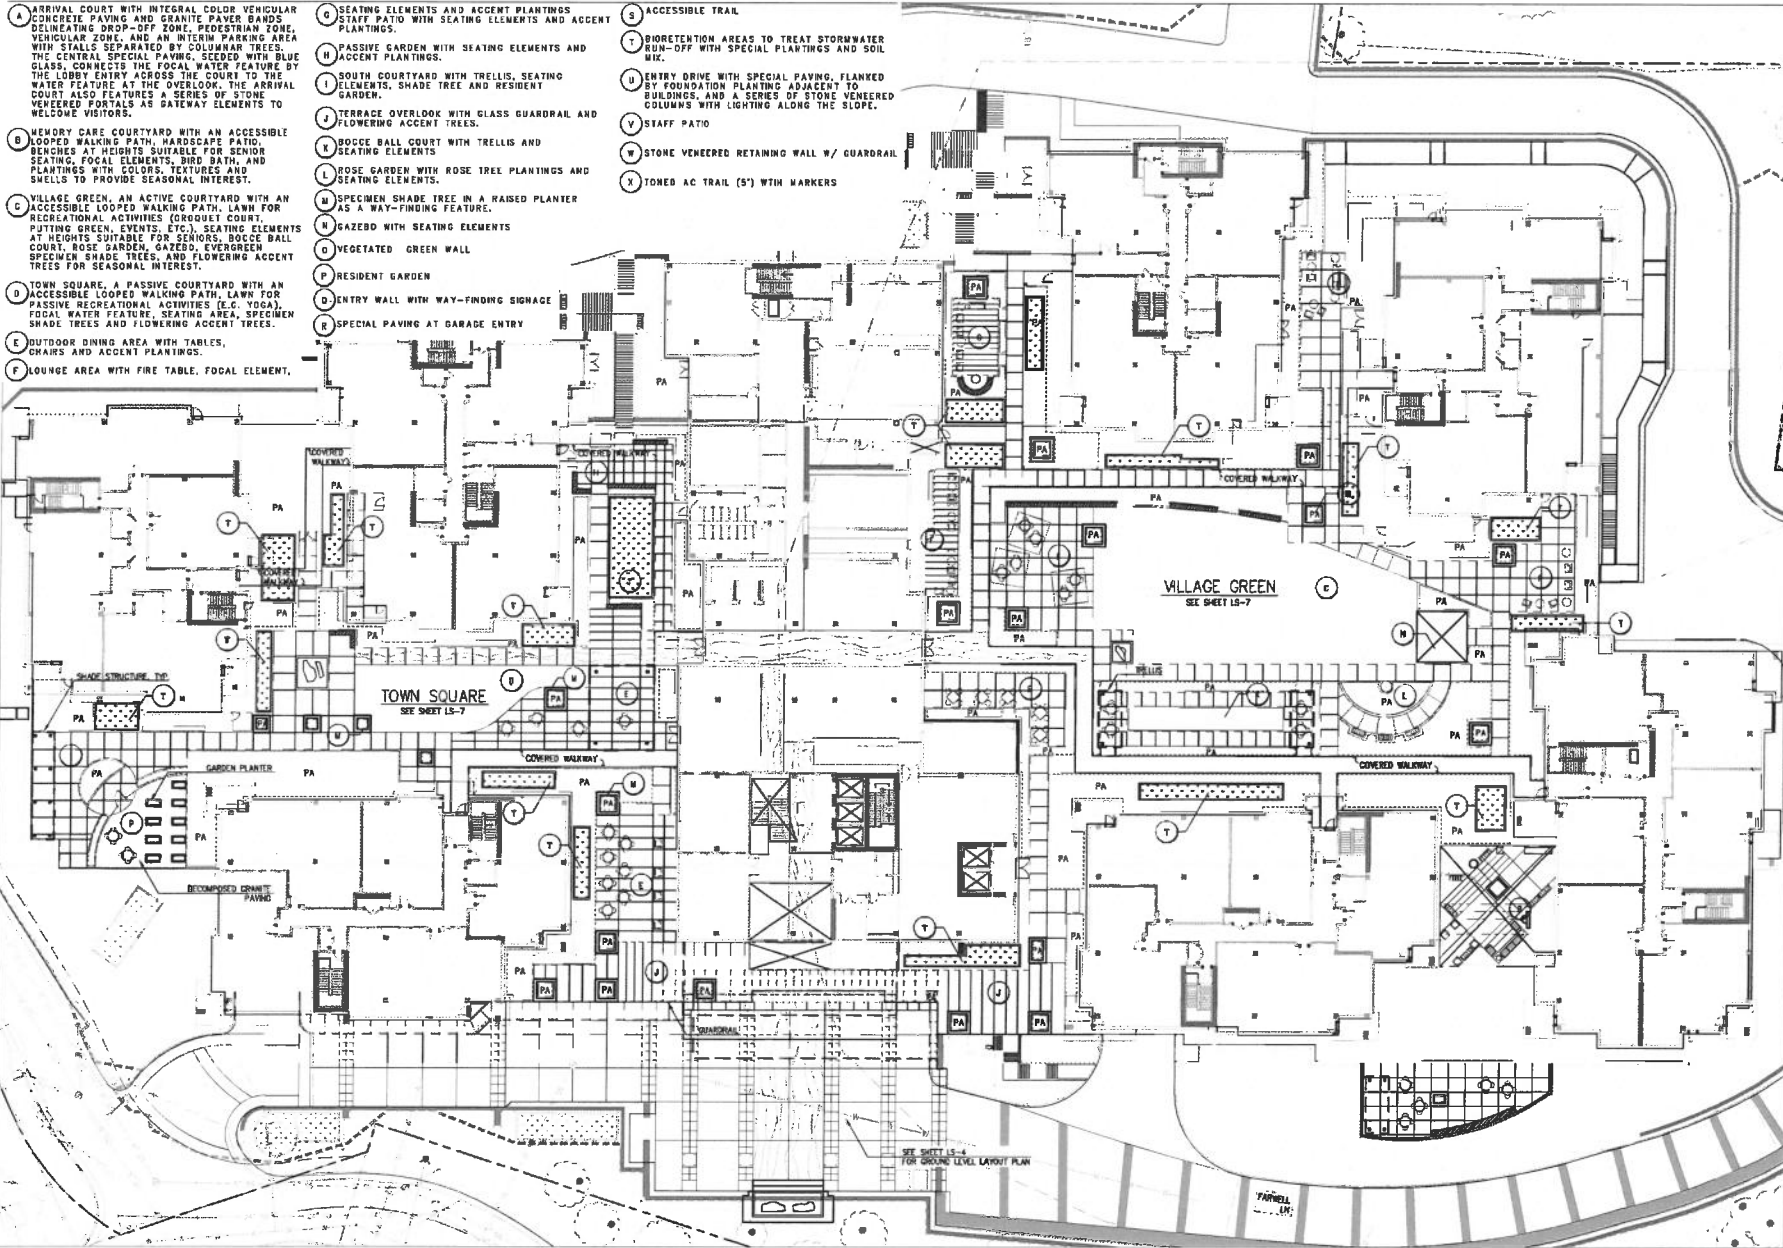 A ARRIVAL COURT WITH INTEGRAL COLOR VEHICULAR
CONCRETE PAVING AND GRANITE PAVER BANDS
DELINEATING DROP-OFF ZONE, PEDESTRIAN ZONE,
VEHICULAR ZONE, AND AN INTERIM PARKING AREA
WITH STALLS SEPARATED BY COLUMNAR TREES.
THE CENTRAL SPECIAL PAVING, SEEDED WITH BLUE
GLASS, CONNECTS THE FOCAL WATER FEATURE BY
THE LOBBY ENTRY ACROSS THE COURT TO THE
WATER FEATURE AT THE OVERLOOK. THE ARRIVAL
COURT ALSO FEATURES A SERIES OF STONE
VENEERED PORTALS AS GATEWAY ELEMENTS TO
WELCOME VISITORS.
B MEMORY CARE COURTYARD WITH AN ACCESSIBLE
LOOPED WALKING PATH, HARDSCAPE PATIO,
BENCHES AT HEIGHTS SUITABLE FOR SENIOR
SEATING, FOCAL ELEMENTS, BIRD BATH, AND
PLANTINGS WITH COLORS, TEXTURES AND
SMELLS TO PROVIDE SEASONAL INTEREST.
C VILLAGE GREEN, AN ACTIVE COURTYARD WITH AN
ACCESSIBLE LOOPED WALKING PATH, LAWN FOR
RECREATIONAL ACTIVITIES (CROQUET COURT,
PUTTING GREEN, EVENTS, ETC.), SEATING ELEMENTS
AT HEIGHTS SUITABLE FOR SENIORS, BOCCE BALL
COURT, ROSE GARDEN, GAZEBO, EVERGREEN
SPECIMEN SHADE TREES, AND FLOWERING ACCENT
TREES FOR SEASONAL INTEREST.
D TOWN SQUARE, A PASSIVE COURTYARD WITH AN
ACCESSIBLE LOOPED WALKING PATH, LAWN FOR
PASSIVE RECREATIONAL ACTIVITIES (E.G. YOGA),
FOCAL WATER FEATURE, SEATING AREA, SPECIMEN
SHADE TREES AND FLOWERING ACCENT TREES.
E OUTDOOR DINING AREA WITH TABLES,
CHAIRS AND ACCENT PLANTINGS.
F LOUNGE AREA WITH FIRE TABLE, FOCAL ELEMENT,
G SEATING ELEMENTS AND ACCENT PLANTINGS
STAFF PATIO WITH SEATING ELEMENTS AND ACCENT
PLANTINGS.
H PASSIVE GARDEN WITH SEATING ELEMENTS AND
ACCENT PLANTINGS.
I SOUTH COURTYARD WITH TRELLIS, SEATING
ELEMENTS, SHADE TREE AND RESIDENT
GARDEN.
J TERRACE OVERLOOK WITH GLASS GUARDRAIL AND
FLOWERING ACCENT TREES.
K BOCCE BALL COURT WITH TRELLIS AND
SEATING ELEMENTS
L ROSE GARDEN WITH ROSE TREE PLANTINGS AND
SEATING ELEMENTS.
M SPECIMEN SHADE TREE IN A RAISED PLANTER
AS A WAY-FINDING FEATURE.
N GAZEBO WITH SEATING ELEMENTS
O VEGETATED GREEN WALL
P RESIDENT GARDEN
Q ENTRY WALL WITH WAY-FINDING SIGNAGE
R SPECIAL PAVING AT GARAGE ENTRY
S ACCESSIBLE TRAIL
T BIORETENTION AREAS TO TREAT STORMWATER
RUN-OFF WITH SPECIAL PLANTINGS AND SOIL
MIX.
U ENTRY DRIVE WITH SPECIAL PAVING, FLANKED
BY FOUNDATION PLANTING ADJACENT TO
BUILDINGS, AND A SERIES OF STONE VENEERED
COLUMNS WITH LIGHTING ALONG THE SLOPE.
V STAFF PATIO
W STONE VENEERED RETAINING WALL W/ GUARDRAIL
X TONED AC TRAIL (5") WTIH MARKERS
COVERED
WALKWAY
COVERED WALKWAY
COVERED WALKWAY
VILLAGE GREEN
SEE SHEET LS-7
C
COVERED
WALKWAY
SHADE STRUCTURE, TYP
TOWN SQUARE
SEE SHEET LS-7
D
TRELLIS
COVERED WALKWAY
COVERED WALKWAY
GARDEN PLANTER
DECOMPOSED GRANITE
PAVING
GUARDRAIL
SEE SHEET LS-4
FOR GROUND LEVEL LAYOUT PLAN
FARWELL
LN